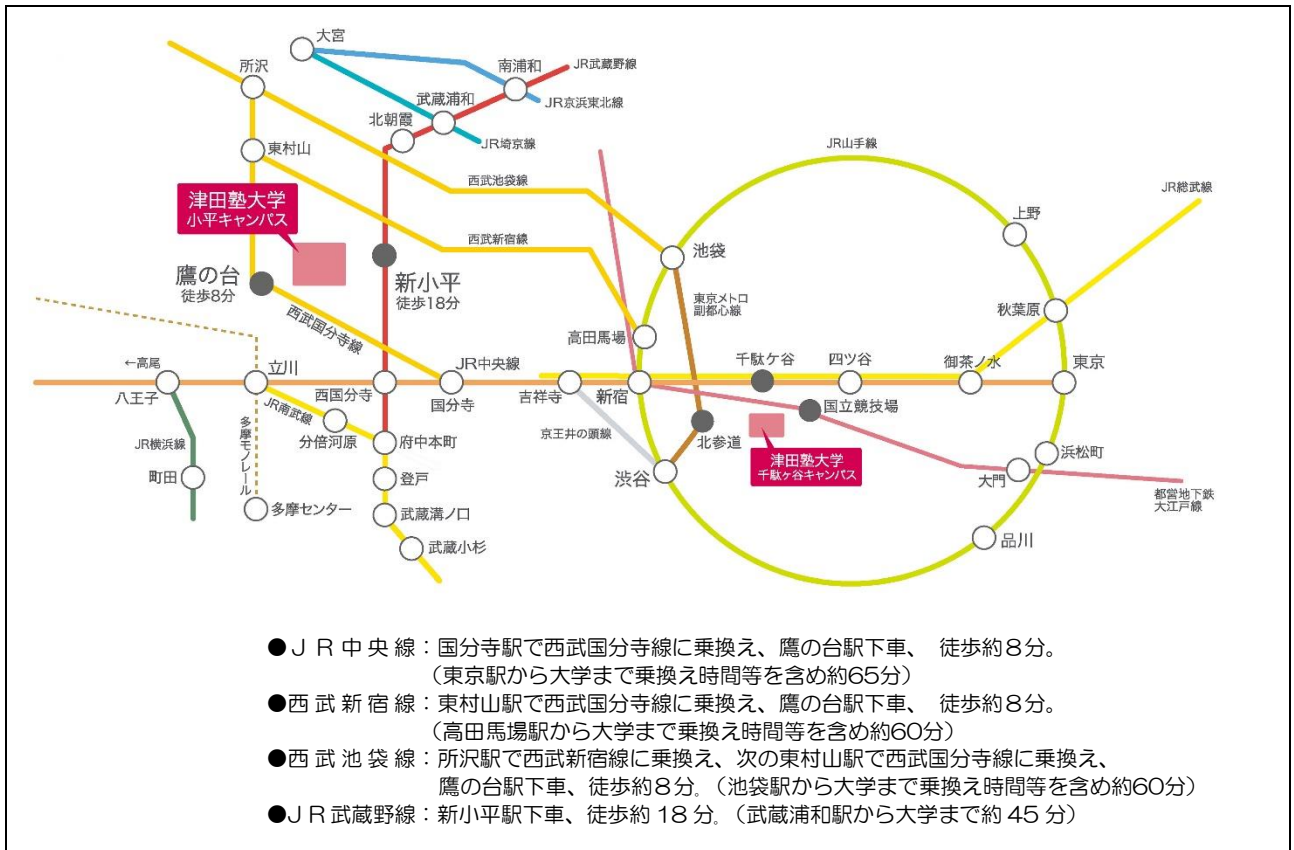 大宮
所沢
南浦和
JR武蔵野線
武蔵浦和
JR京浜東北線
北朝霞
東村山
JR埼京線
JR山手線
西武池袋線
JR総武線
津田塾大学
小平キャンパス
上野
西武新宿線
池袋
鷹の台
徒歩8分
新小平
徒歩18分
東京メトロ
副都心線
秋葉原
西武国分寺線
高田馬場
←高尾
立川
JR中央線
千駄ケ谷
四ツ谷
御茶ノ水
東京
八王子
JR南武線
西国分寺
国分寺
吉祥寺
新宿
国立競技場
多摩モノレール
分倍河原
府中本町
京王井の頭線
北参道
JR横浜線
浜松町
津田塾大学
千駄ケ谷キャンパス
町田
登戸
渋谷
大門
都営地下鉄
大江戸線
多摩センター
武蔵溝ノ口
武蔵小杉
品川
●JR中央線：国分寺駅で西武国分寺線に乗換え、鷹の台駅下車、 徒歩約8分。
（東京駅から大学まで乗換え時間等を含め約65分）
●西武新宿線：東村山駅で西武国分寺線に乗換え、鷹の台駅下車、 徒歩約8分。
（高田馬場駅から大学まで乗換え時間等を含め約60分）
●西武池袋線：所沢駅で西武新宿線に乗換え、次の東村山駅で西武国分寺線に乗換え、
鷹の台駅下車、徒歩約8分。（池袋駅から大学まで乗換え時間等を含め約60分）
●JR武蔵野線：新小平駅下車、徒歩約 18 分。（武蔵浦和駅から大学まで約 45 分）